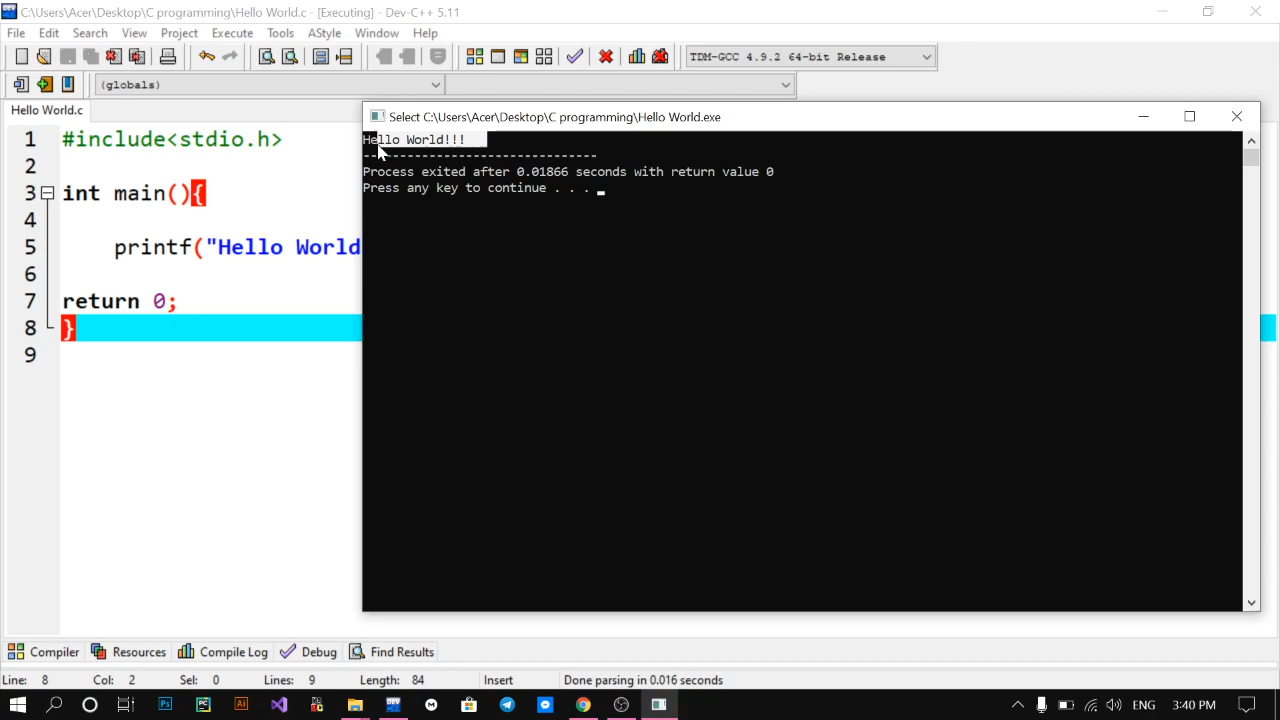 C:\Users\Acer\Desktop\C programming\Hello World.c - [Executing] - Dev-C++ 5.11
File Edit Search View Project Execute Tools AStyle Window Help
TDM-GCC 4.9.2 64-bit Release
(globals)
Hello World.c
1 #include<stdio.h>
2
3 int main(){
4
5 printf("Hello World
6
7 return 0;
8 }
9
Select C:\Users\Acer\Desktop\C programming\Hello World.exe
Hello World!!!
--------------------------------
Process exited after 0.01866 seconds with return value 0
Press any key to continue . . .
Compiler Resources Compile Log Debug Find Results
Line: 8 Col: 2 Sel: 0 Lines: 9 Length: 84 Insert Done parsing in 0.016 seconds
Ps PC Ai DEV ENG 3:40 PM